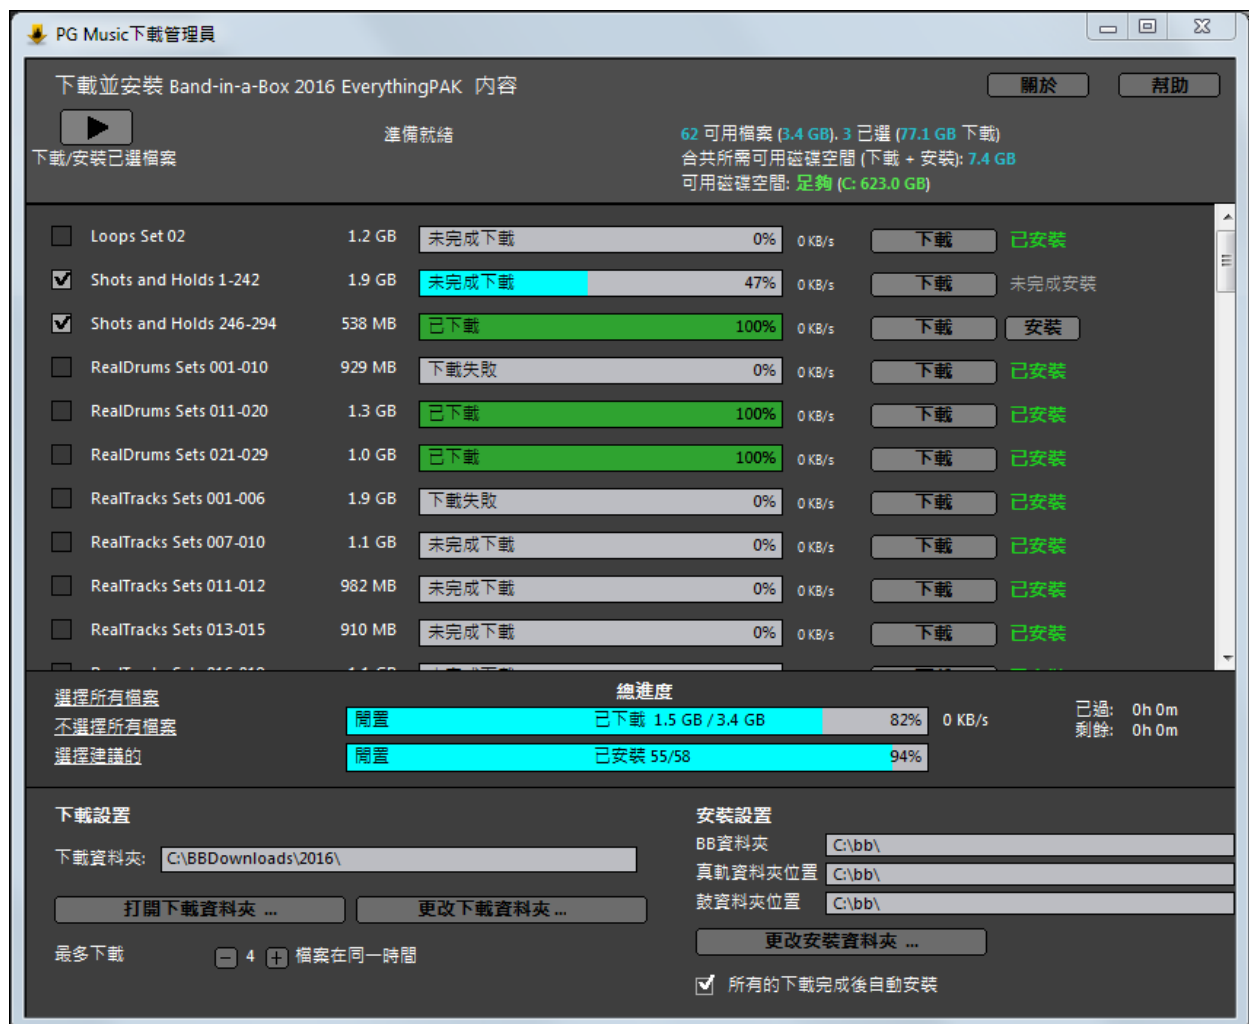 PG Music下載管理員
下載並安裝 Band-in-a-Box 2016 EverythingPAK 内容
關於
幫助
下載/安裝已選檔案
準備就緒
62 可用檔案 (3.4 GB). 3 已選 (77.1 GB 下載)
合共所需可用磁碟空間 (下載 + 安裝): 7.4 GB
可用磁碟空間: 足夠 (C: 623.0 GB)
Loops Set 02 1.2 GB 未完成下載 0% 0 KB/s 下載 已安裝
Shots and Holds 1-242 1.9 GB 未完成下載 47% 0 KB/s 下載 未完成安裝
Shots and Holds 246-294 538 MB 已下載 100% 0 KB/s 下載 安裝
RealDrums Sets 001-010 929 MB 下載失敗 0% 0 KB/s 下載 已安裝
RealDrums Sets 011-020 1.3 GB 已下載 100% 0 KB/s 下載 已安裝
RealDrums Sets 021-029 1.0 GB 已下載 100% 0 KB/s 下載 已安裝
RealTracks Sets 001-006 1.9 GB 下載失敗 0% 0 KB/s 下載 已安裝
RealTracks Sets 007-010 1.1 GB 未完成下載 0% 0 KB/s 下載 已安裝
RealTracks Sets 011-012 982 MB 未完成下載 0% 0 KB/s 下載 已安裝
RealTracks Sets 013-015 910 MB 未完成下載 0% 0 KB/s 下載 已安裝
選擇所有檔案
不選擇所有檔案
選擇建議的
總進度
閒置 已下載 1.5 GB / 3.4 GB 82% 0 KB/s
閒置 已安裝 55/58 94%
已過: 0h 0m
剩餘: 0h 0m
下載設置
下載資料夾: C:\BBDownloads\2016\
打開下載資料夾 ...
更改下載資料夾 ...
最多下載 4 檔案在同一時間
安裝設置
BB資料夾 C:\bb\
真軌資料夾位置 C:\bb\
鼓資料夾位置 C:\bb\
更改安裝資料夾 ...
所有的下載完成後自動安裝